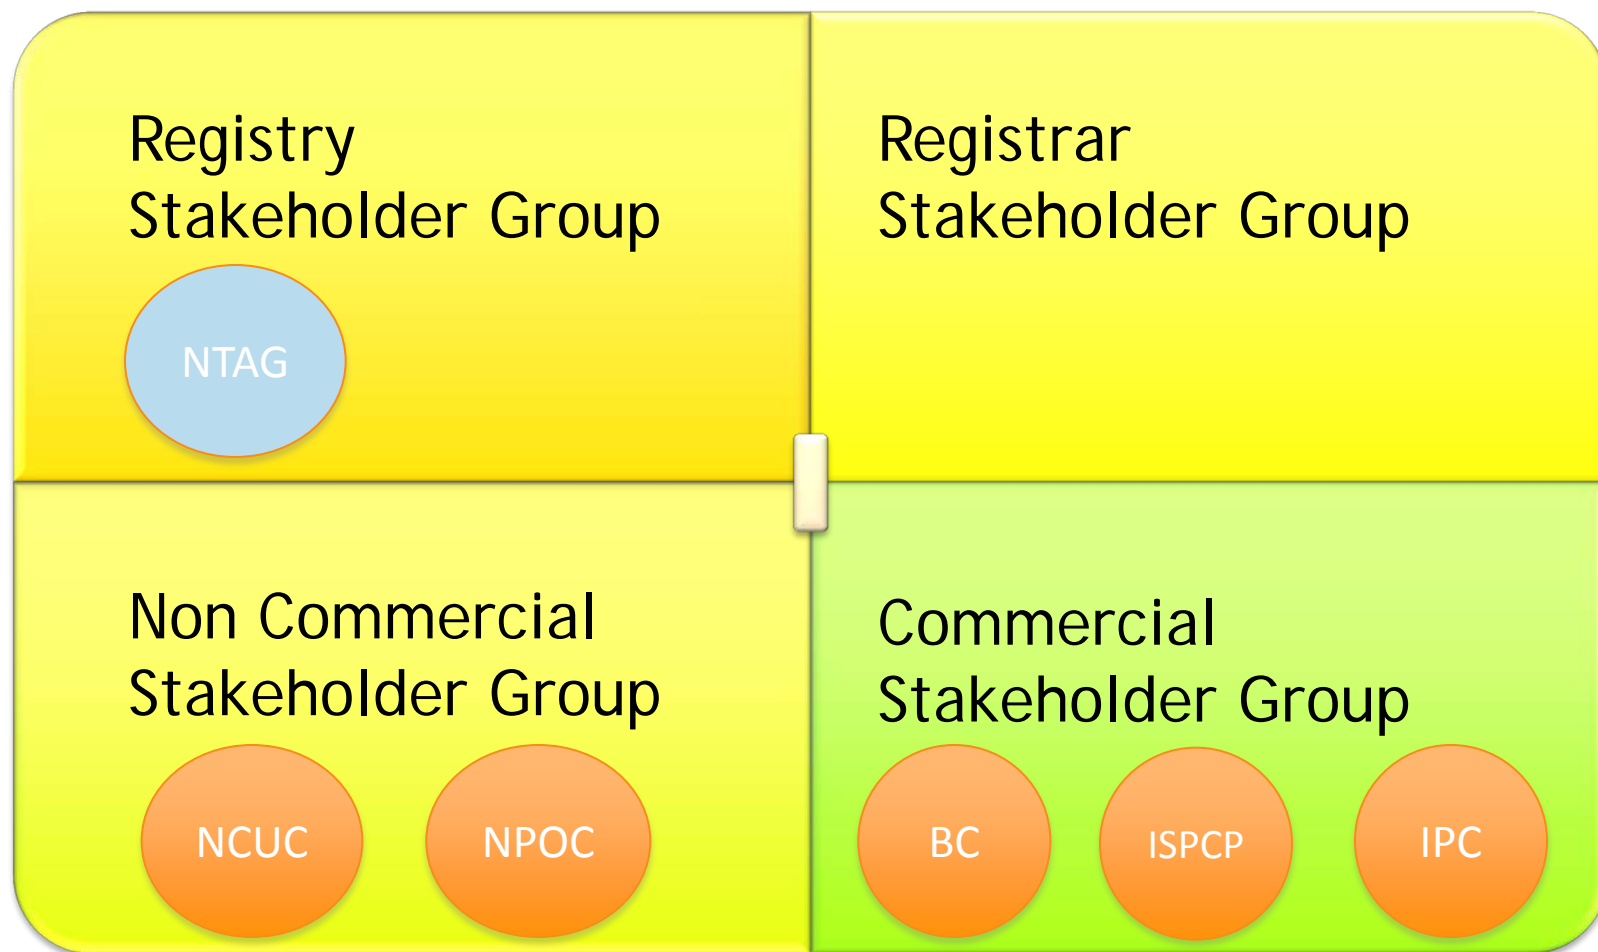 Registry
Stakeholder Group
NTAG
Registrar
Stakeholder Group
Non Commercial
Stakeholder Group
NCUC
NPOC
Commercial
Stakeholder Group
BC
ISPCP
IPC